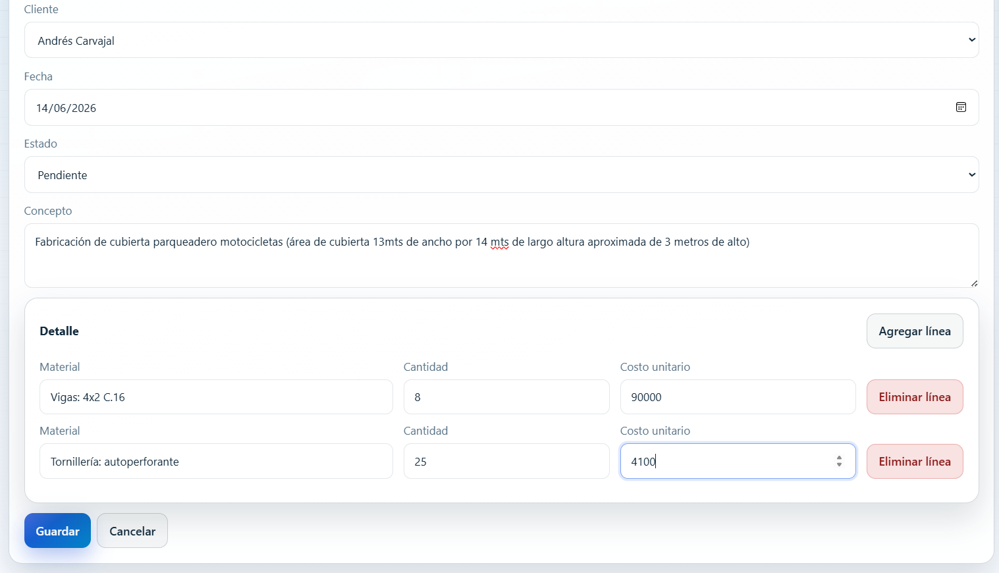 Cliente
Andrés Carvajal
Fecha
14/06/2026
Estado
Pendiente
Concepto
Fabricación de cubierta parqueadero motocicletas (área de cubierta 13mts de ancho por 14 mts de largo altura aproximada de 3 metros de alto)
Detalle
Agregar línea
Material Cantidad Costo unitario
Vigas: 4x2 C.16 8 90000 Eliminar línea
Material Cantidad Costo unitario
Tornillería: autoperforante 25 4100 Eliminar línea
Guardar Cancelar